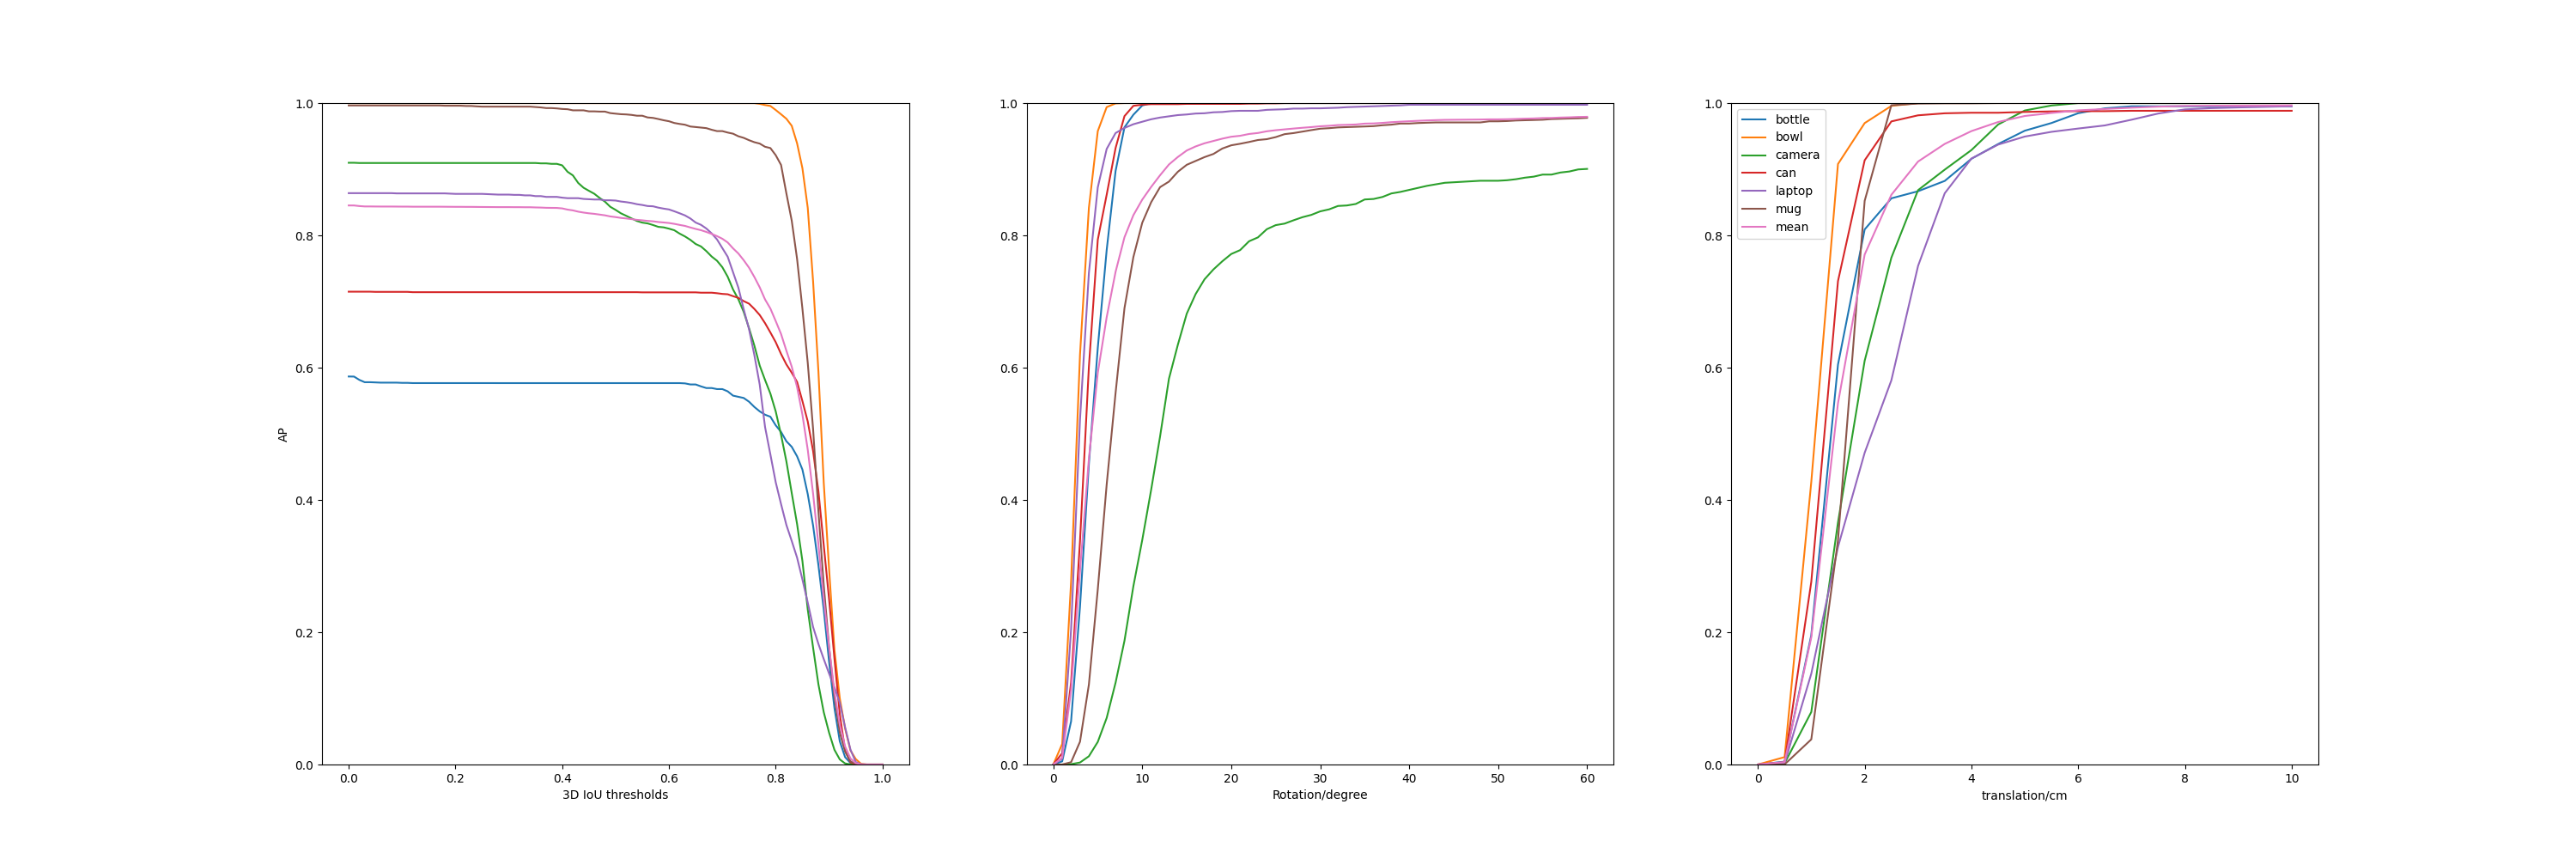 1.0
0.8
0.6
0.4
0.2
0.0
AP
0.0 0.2 0.4 0.6 0.8 1.0
3D IoU thresholds
1.0
0.8
0.6
0.4
0.2
0.0
0 10 20 30 40 50 60
Rotation/degree
1.0
0.8
0.6
0.4
0.2
0.0
bottle
bowl
camera
can
laptop
mug
mean
0 2 4 6 8 10
translation/cm